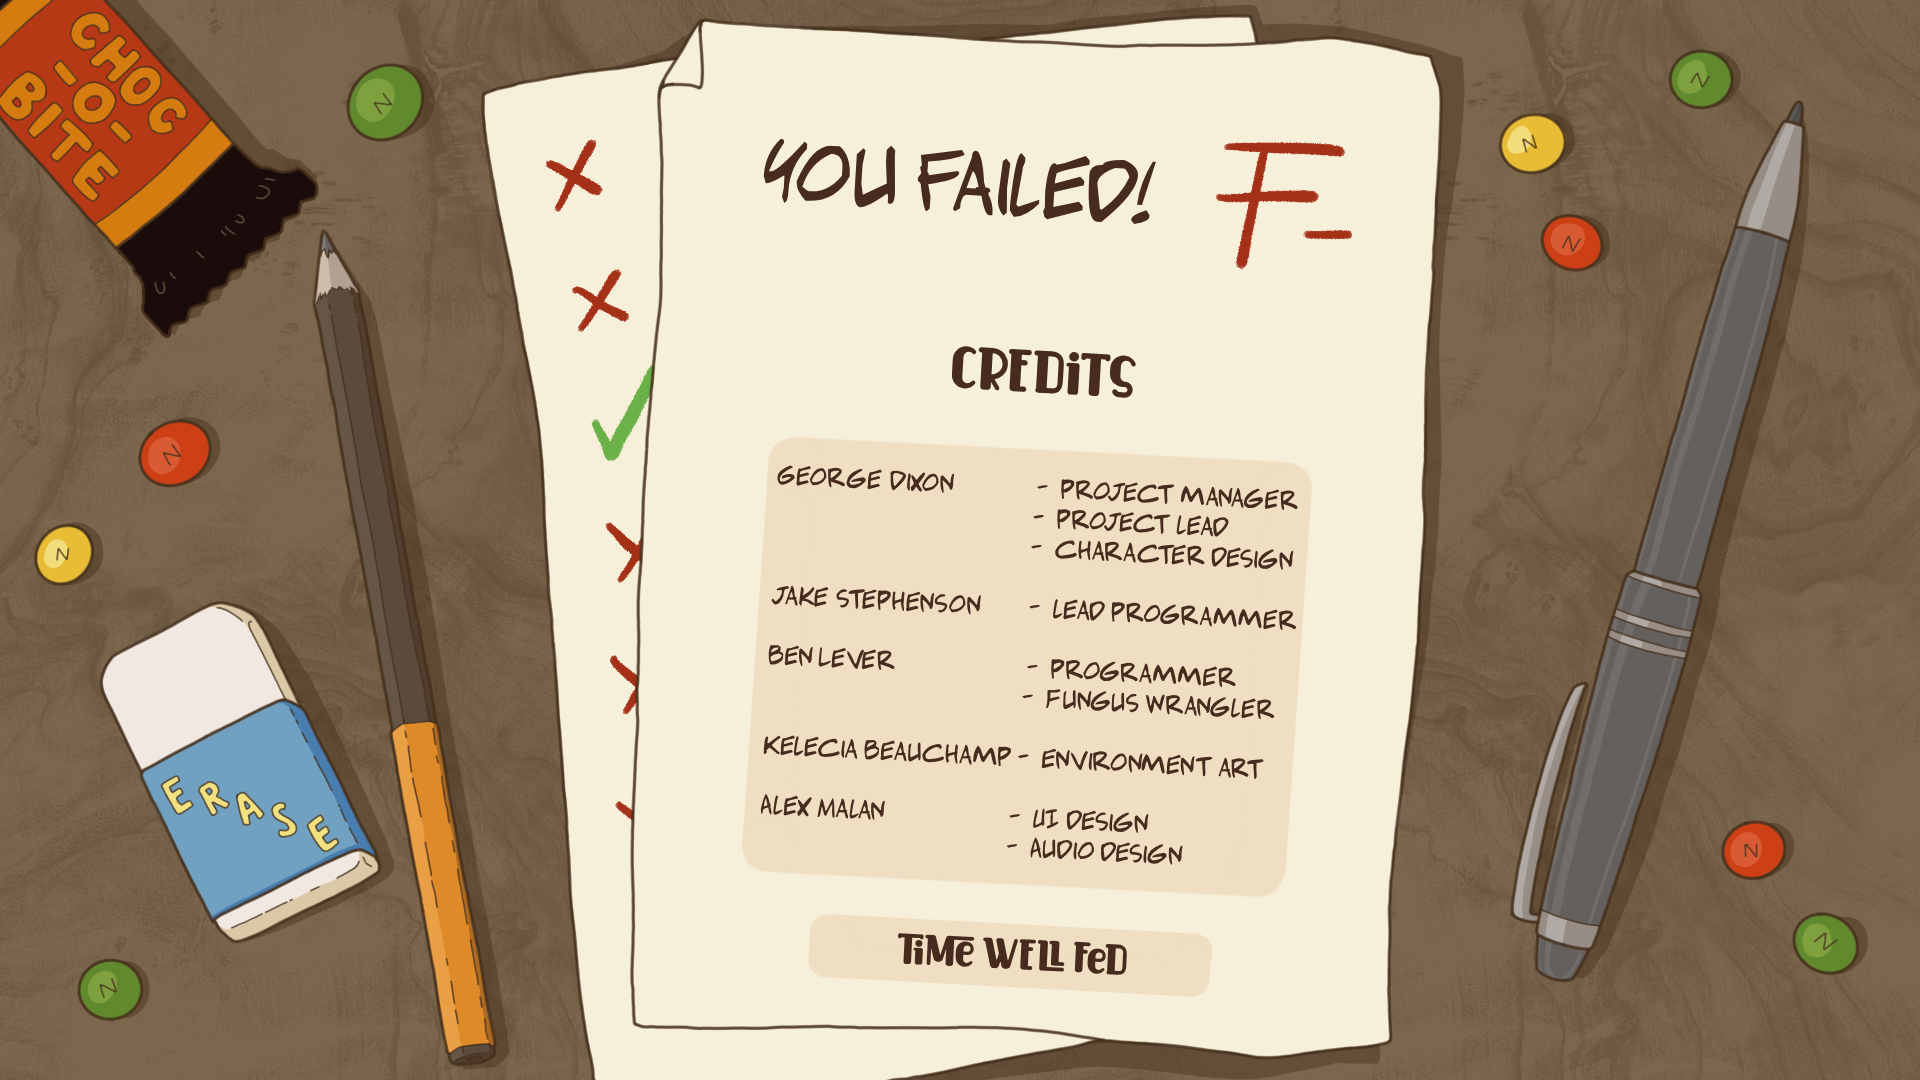 CHOC
-O-
BITE
N
N
N
N
YOU FAILED!
F-
CREDITS
GEORGE DIXON - PROJECT MANAGER
- PROJECT LEAD
- CHARACTER DESIGN
JAKE STEPHENSON - LEAD PROGRAMMER
BEN LEVER - PROGRAMMER
- FUNGUS WRANGLER
KELECIA BEAUCHAMP - ENVIRONMENT ART
ALEX MALAN - UI DESIGN
- AUDIO DESIGN
TiMe WELL FeD
ERASE
N
N
N
N
N